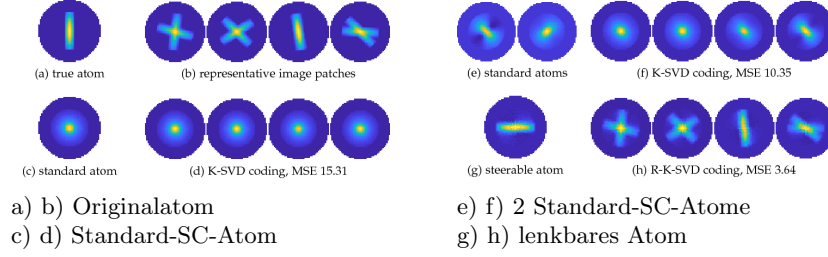 (a) true atom
(b) representative image patches
(c) standard atom
(d) K-SVD coding, MSE 15.31
a) b) Originalatom
c) d) Standard-SC-Atom
(e) standard atoms
(f) K-SVD coding, MSE 10.35
(g) steerable atom
(h) R-K-SVD coding, MSE 3.64
e) f) 2 Standard-SC-Atome
g) h) lenkbares Atom